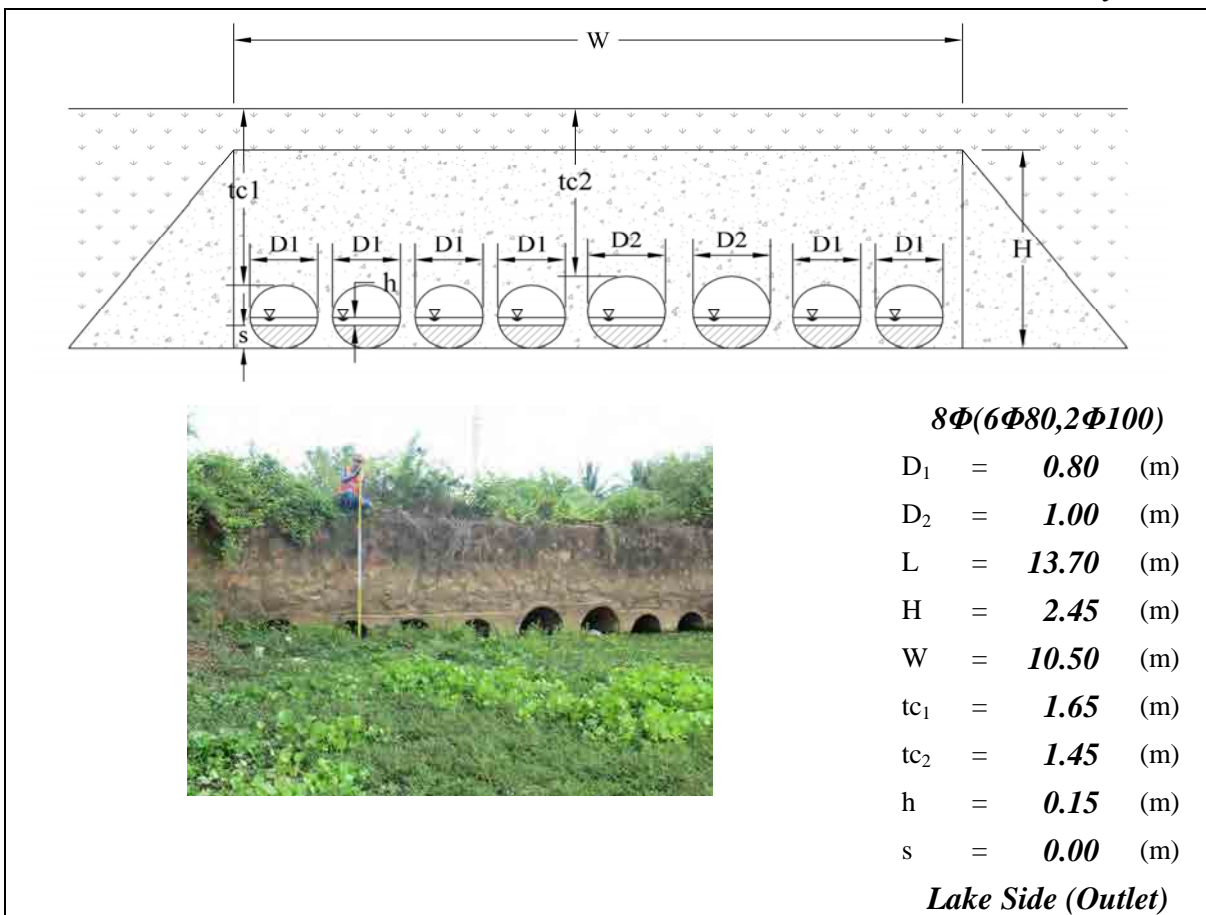 W
tc1
tc2
D1 D1 D1 D1 D2 D2 D1 D1
h
H
s
8Φ(6Φ80,2Φ100)
D₁ = 0.80 (m)
D₂ = 1.00 (m)
L = 13.70 (m)
H = 2.45 (m)
W = 10.50 (m)
tc₁ = 1.65 (m)
tc₂ = 1.45 (m)
h = 0.15 (m)
s = 0.00 (m)
Lake Side (Outlet)